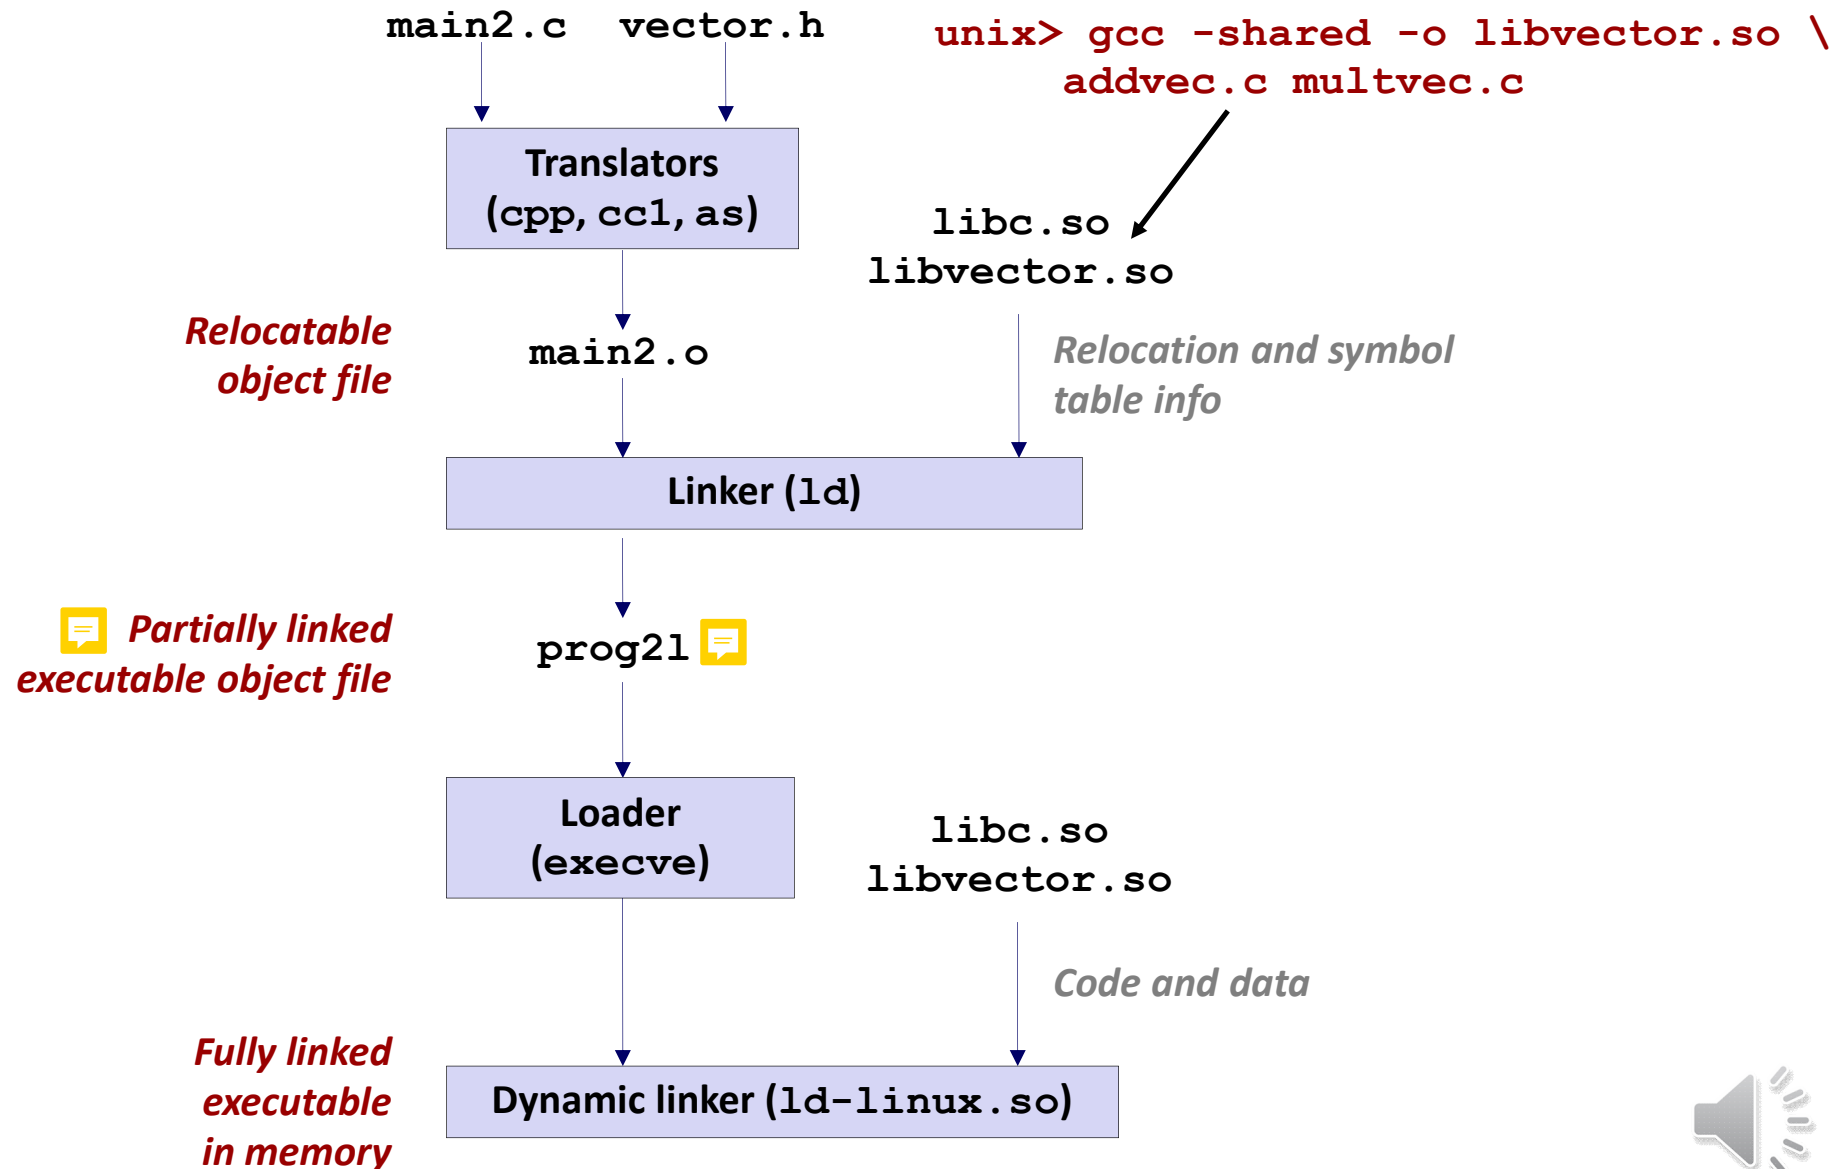 main2.c vector.h
unix> gcc -shared -o libvector.so \
addvec.c multvec.c
Translators
(cpp, cc1, as)
libc.so
libvector.so
Relocatable
object file
main2.o
Relocation and symbol
table info
Linker (ld)
Partially linked
executable object file
prog2l
Loader
(execve)
libc.so
libvector.so
Code and data
Fully linked
executable
in memory
Dynamic linker (ld-linux.so)